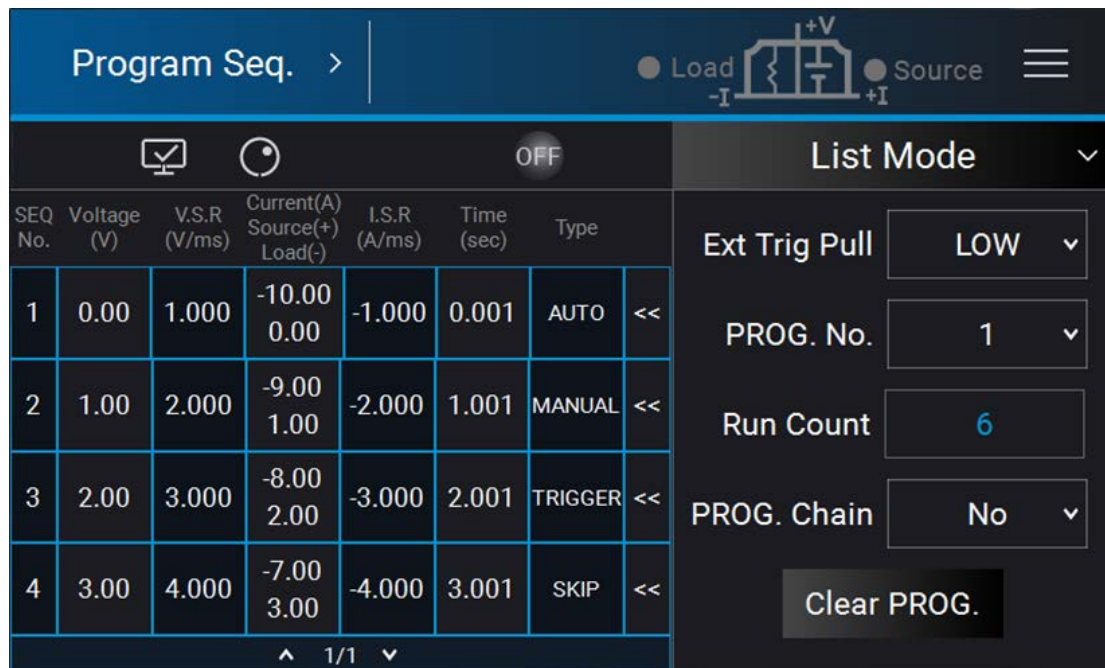 Program Seq. >
+V
Load
Source
-I
+I
OFF
List Mode
SEQ No.
Voltage (V)
V.S.R (V/ms)
Current(A) Source(+) Load(-)
I.S.R (A/ms)
Time (sec)
Type
1 0.00 1.000 -10.00 0.00 -1.000 0.001 AUTO <<
2 1.00 2.000 -9.00 1.00 -2.000 1.001 MANUAL <<
3 2.00 3.000 -8.00 2.00 -3.000 2.001 TRIGGER <<
4 3.00 4.000 -7.00 3.00 -4.000 3.001 SKIP <<
1/1
Ext Trig Pull LOW
PROG. No. 1
Run Count 6
PROG. Chain No
Clear PROG.